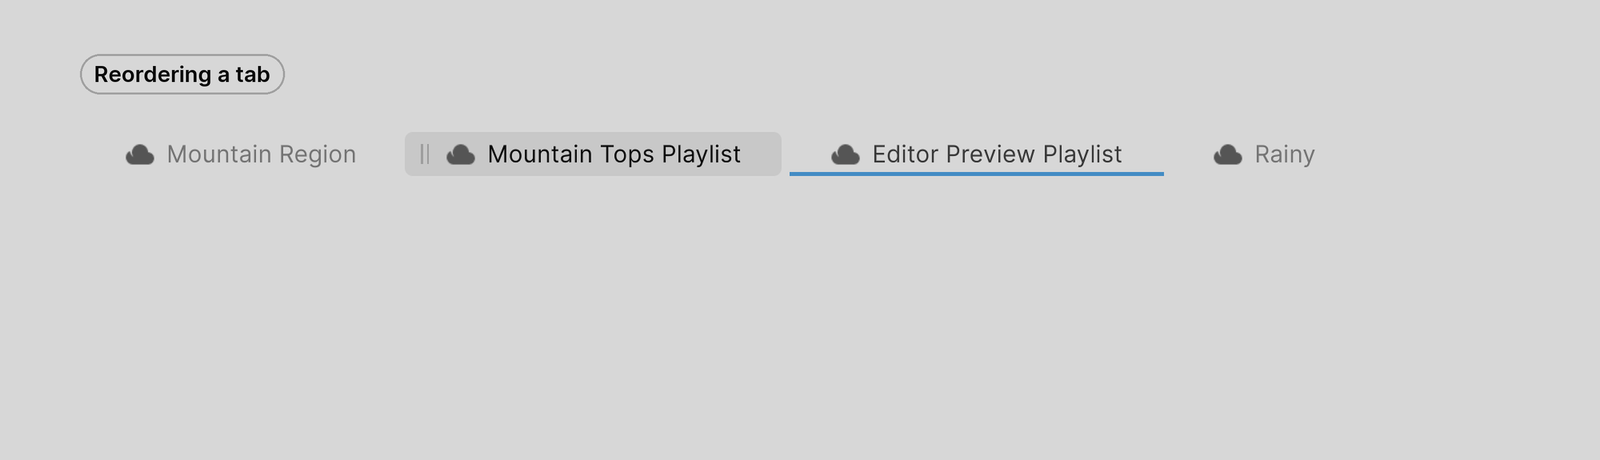 Reordering a tab
Mountain Region Mountain Tops Playlist Editor Preview Playlist Rainy